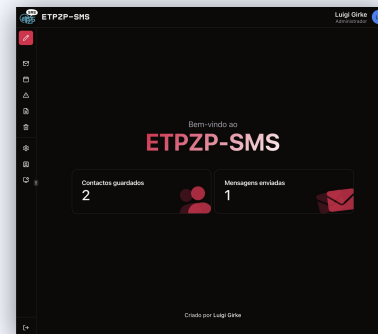 SMS
ETPZP-SMS
Luigi Girke
Administrador
Bem-vindo ao
ETPZP-SMS
Contactos guardados
2
Mensagens enviadas
1
Criado por Luigi Girke